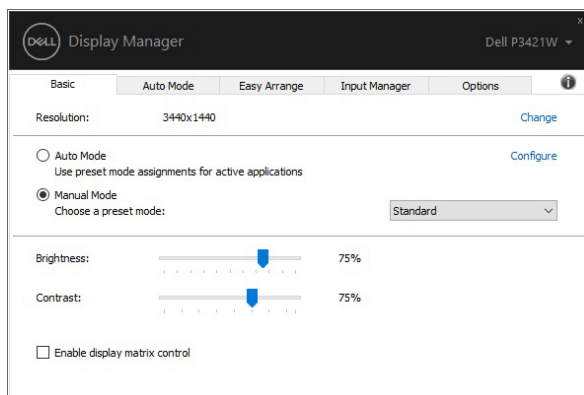 DELL Display Manager Dell P3421W
Basic Auto Mode Easy Arrange Input Manager Options
Resolution: 3440x1440 Change
Auto Mode Configure
Use preset mode assignments for active applications
Manual Mode
Choose a preset mode: Standard
Brightness: 75%
Contrast: 75%
Enable display matrix control